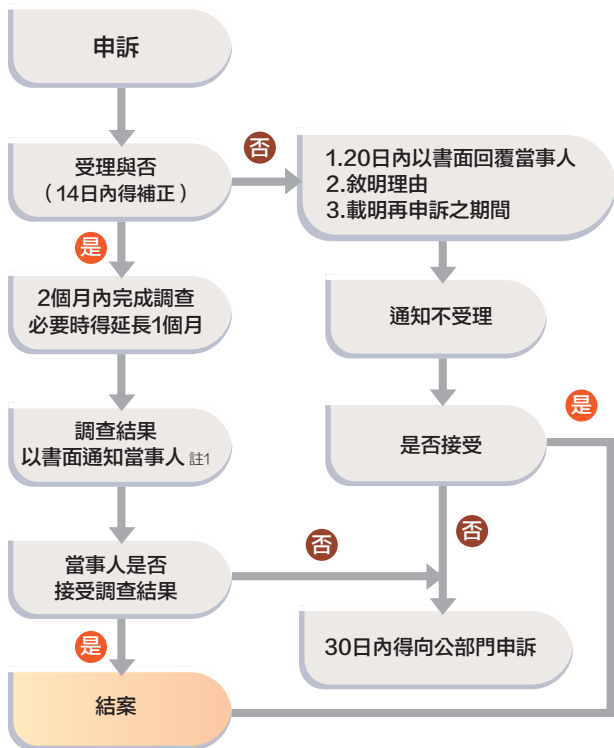 申訴
受理與否
（14日內得補正）
否
1.20日內以書面回覆當事人
2.敘明理由
3.載明再申訴之期間
是
2個月內完成調查
必要時得延長1個月
通知不受理
調查結果
以書面通知當事人 註1
是否接受
是
否
當事人是否
接受調查結果
否
是
30日內得向公部門申訴
結案